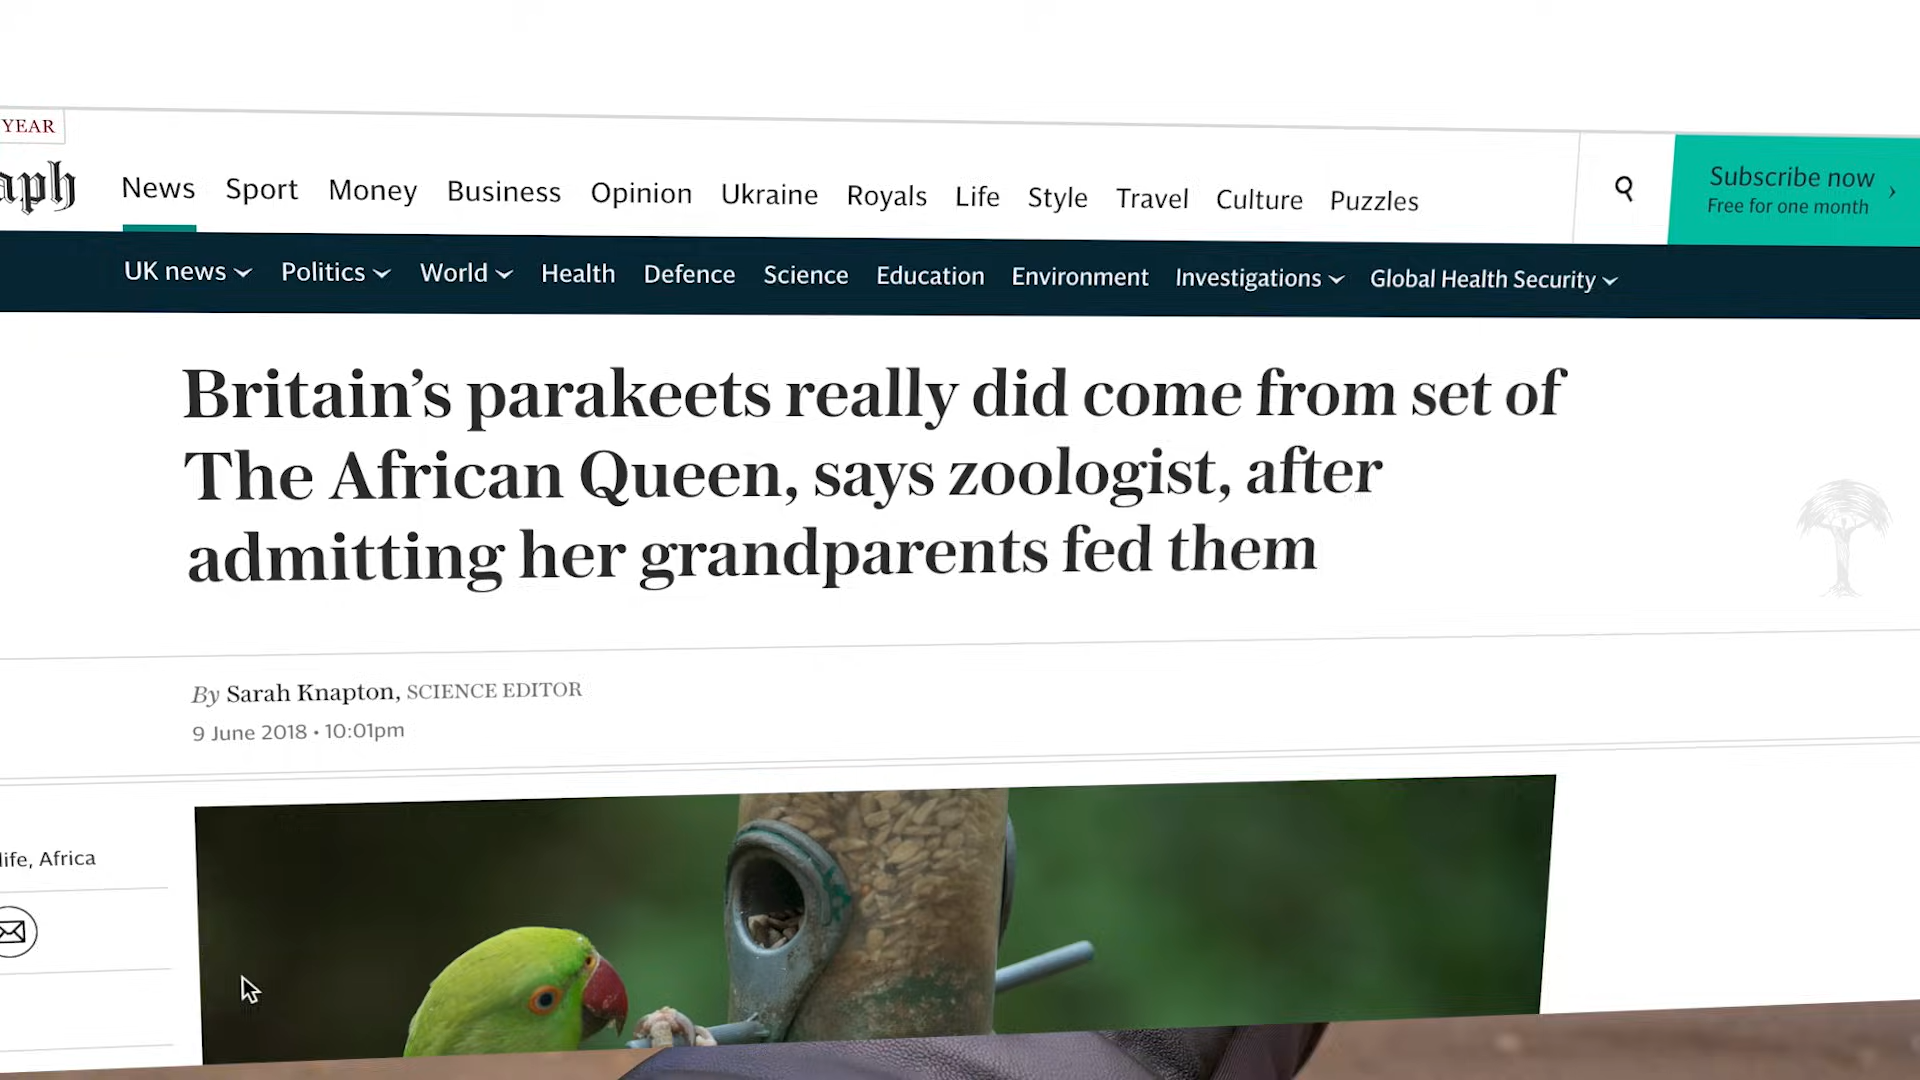 YEAR
aph
News Sport Money Business Opinion Ukraine Royals Life Style Travel Culture Puzzles
Subscribe now
Free for one month
UK news Politics World Health Defence Science Education Environment Investigations Global Health Security
Britain’s parakeets really did come from set of
The African Queen, says zoologist, after
admitting her grandparents fed them
By Sarah Knapton, SCIENCE EDITOR
9 June 2018 • 10:01pm
life, Africa